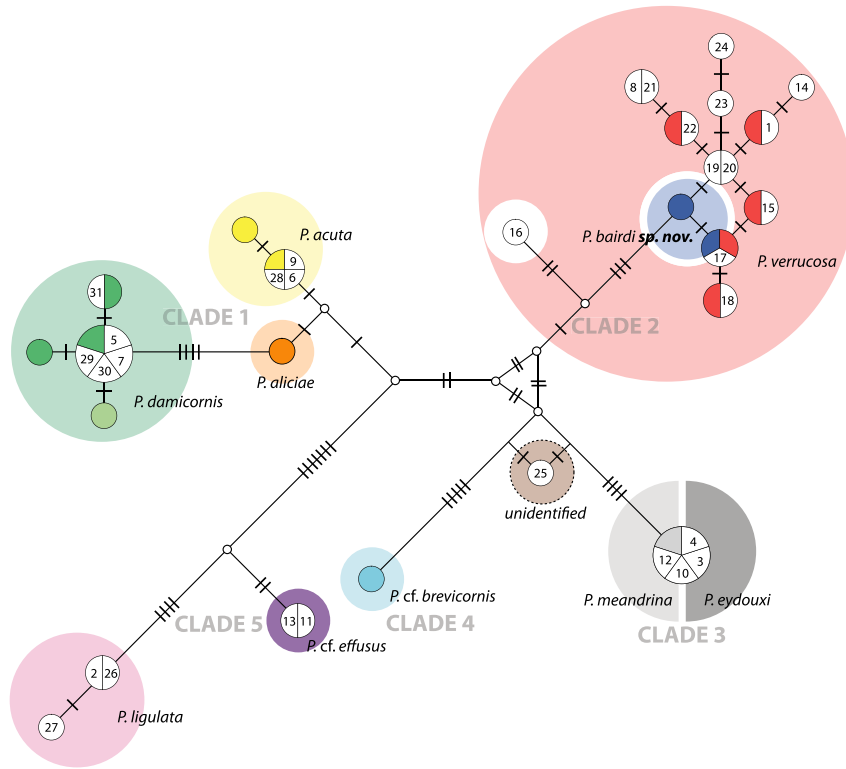 24
8 21
14
23
22
1
19 20
15
P. acuta
16
P. bairdi sp. nov.
9
28 6
17
P. verrucosa
31
18
CLADE 1
CLADE 2
5
29 7
30
P. aliciae
P. damicornis
25
unidentified
4
12 3
10
P. cf. brevicornis
P. meandrina
P. eydouxi
13 11
CLADE 5
CLADE 4
CLADE 3
P. cf. effusus
2 26
P. ligulata
27